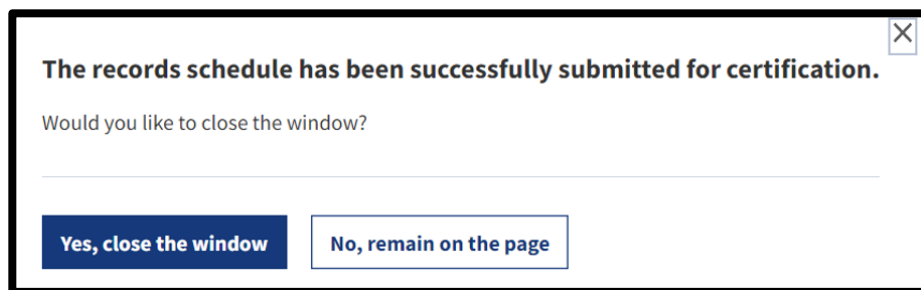 The records schedule has been successfully submitted for certification.
Would you like to close the window?
Yes, close the window
No, remain on the page